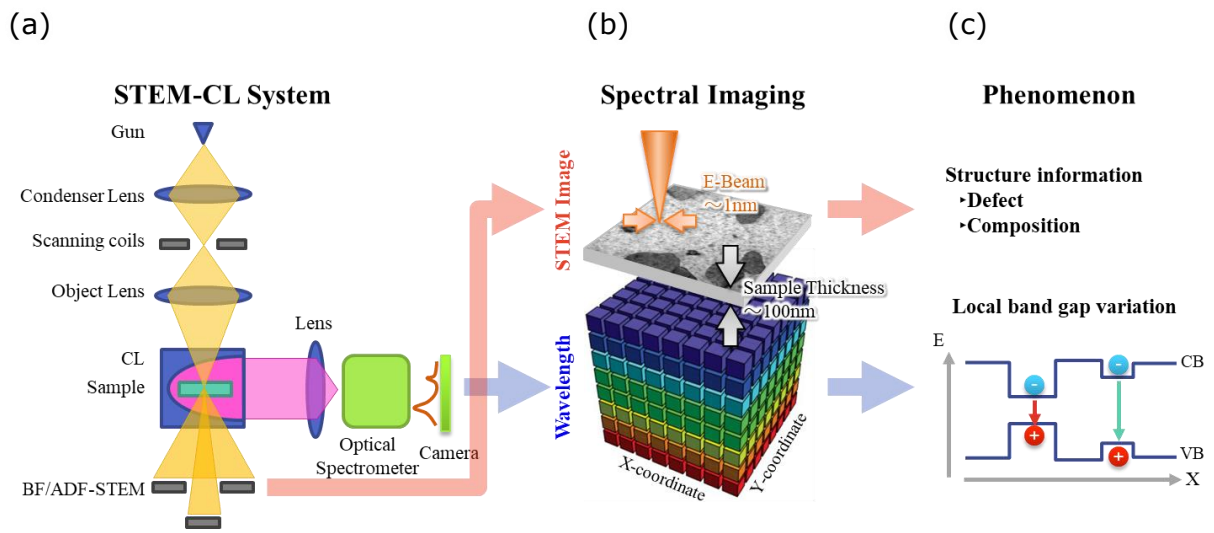 (a)
STEM-CL System
Gun
Condenser Lens
Scanning coils
Object Lens
Lens
CL
Sample
Optical
Spectrometer
Camera
BF/ADF-STEM
(b)
Spectral Imaging
STEM Image
E-Beam
~1nm
Sample Thickness
~100nm
Wavelength
X-coordinate
Y-coordinate
(c)
Phenomenon
Structure information
‣Defect
‣Composition
Local band gap variation
E
CB
-
-
+
+
VB
X